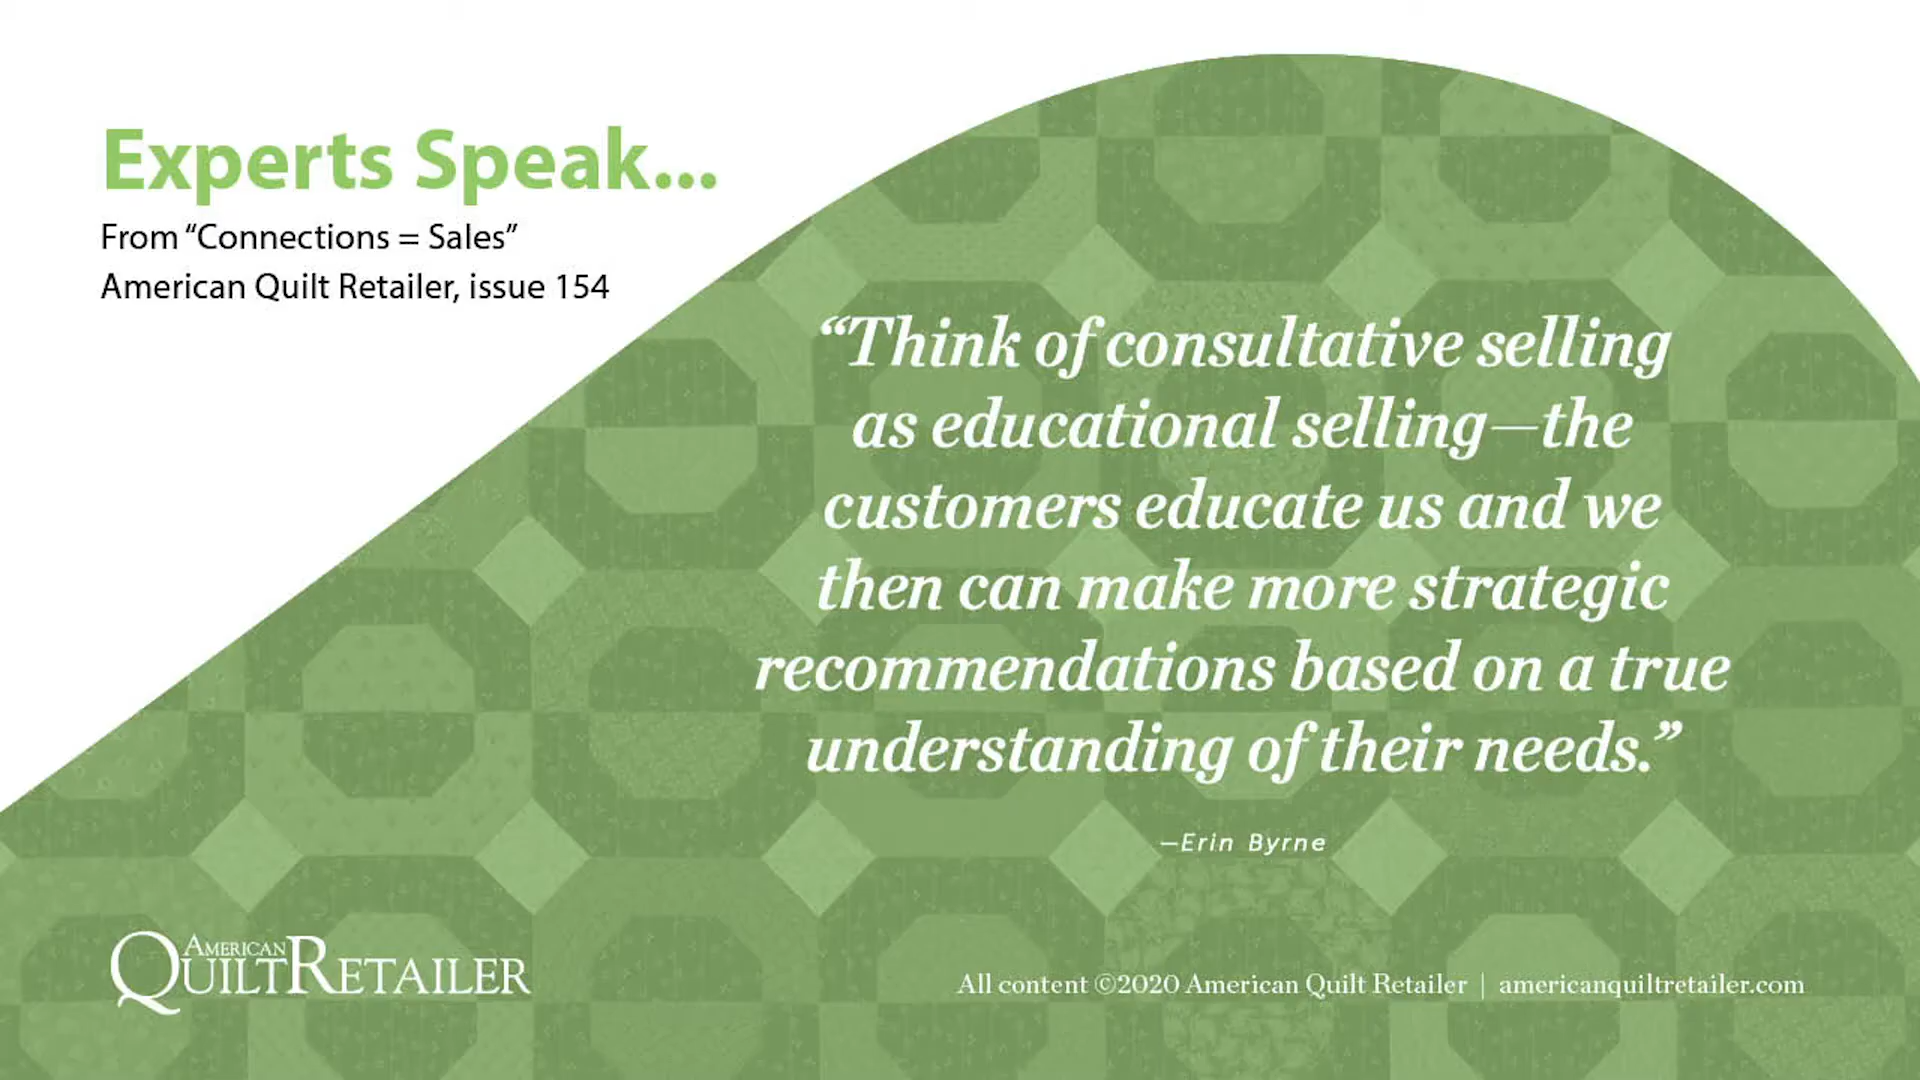 Experts Speak...
From “Connections = Sales”
American Quilt Retailer, issue 154
“Think of consultative selling
as educational selling—the
customers educate us and we
then can make more strategic
recommendations based on a true
understanding of their needs.”
—Erin Byrne
AMERICAN
QUILTRETAILER
All content ©2020 American Quilt Retailer | americanquiltretailer.com